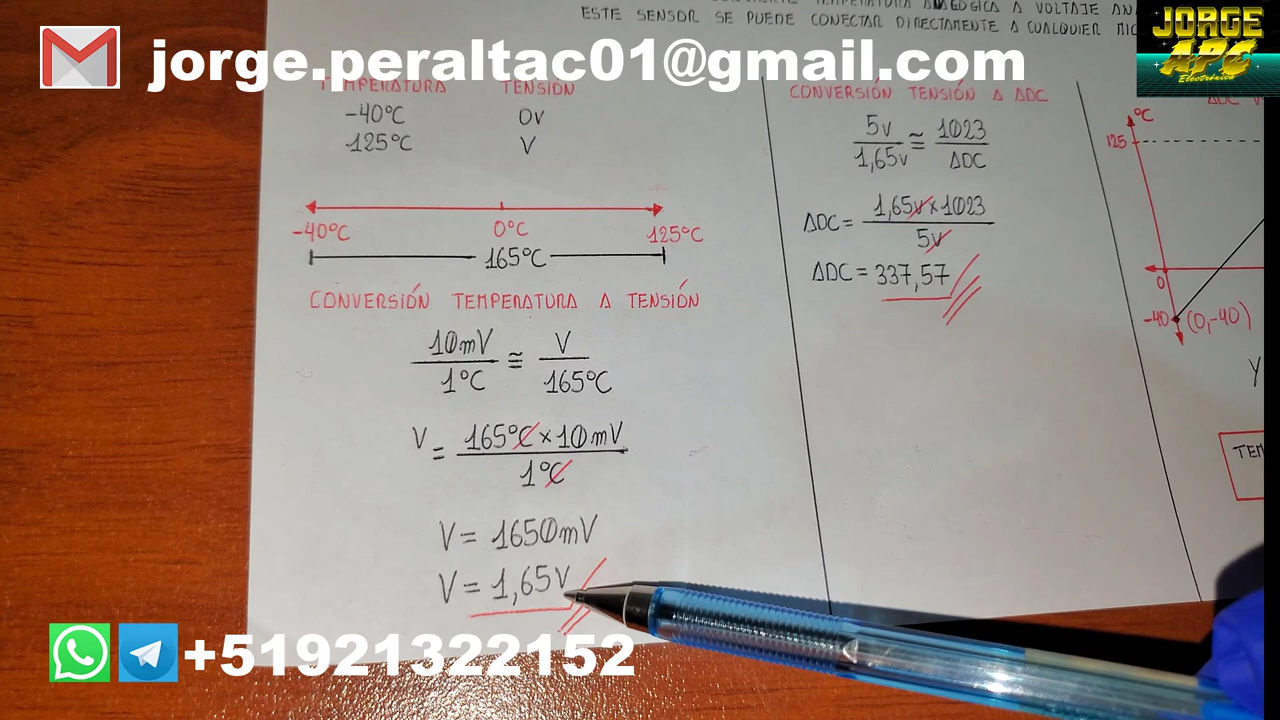 TEMPERATURA ANALÓGICA A VOLTAJE
ESTE SENSOR SE PUEDE CONECTAR DIRECTAMENTE A CUALQUIER
JORGE
APC
Electrónica
jorge.peraltac01@gmail.com
TEMPERATURA TENSIÓN
-40°C 0V
125°C V
-40°C 0°C 125°C
165°C
CONVERSIÓN TEMPERATURA A TENSIÓN
10mV / 1°C ≅ V / 165°C
V = 165°C x 10mV / 1°C
V = 1650mV
V = 1,65V
CONVERSIÓN TENSIÓN A ADC
5v / 1,65v ≅ 1023 / ADC
ADC = 1,65v x 1023 / 5v
ADC = 337,57
°C
125
0
-40 (0,-40)
Y
+51921322152